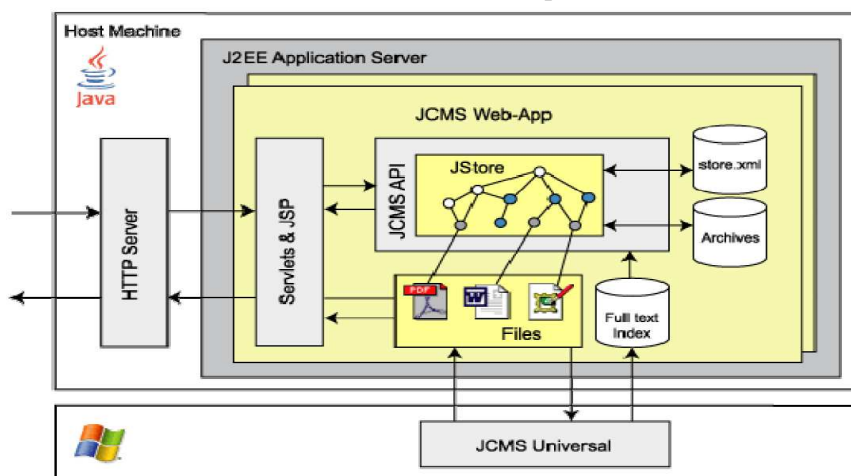 Host Machine
Java
J2EE Application Server
JCMS Web-App
HTTP Server
Servlets & JSP
JCMS API
JStore
store.xml
Archives
PDF
W
Files
Full text
Index
JCMS Universal